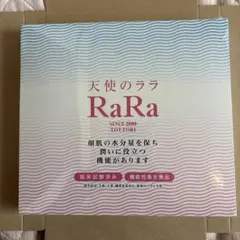 天使のララ
RaRa
SINCE 2000
TOTTORI
顔肌の水分量を保ち
潤いに役立つ
機能があります
臨床試験済み
機能性表示食品